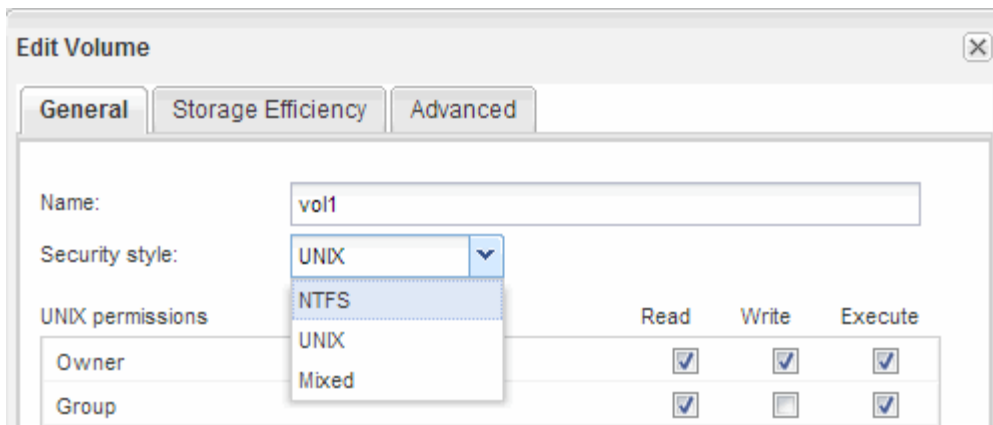 Edit Volume
General Storage Efficiency Advanced
Name: vol1
Security style: UNIX
NTFS
UNIX permissions Read Write Execute
UNIX
Owner
Mixed
Group